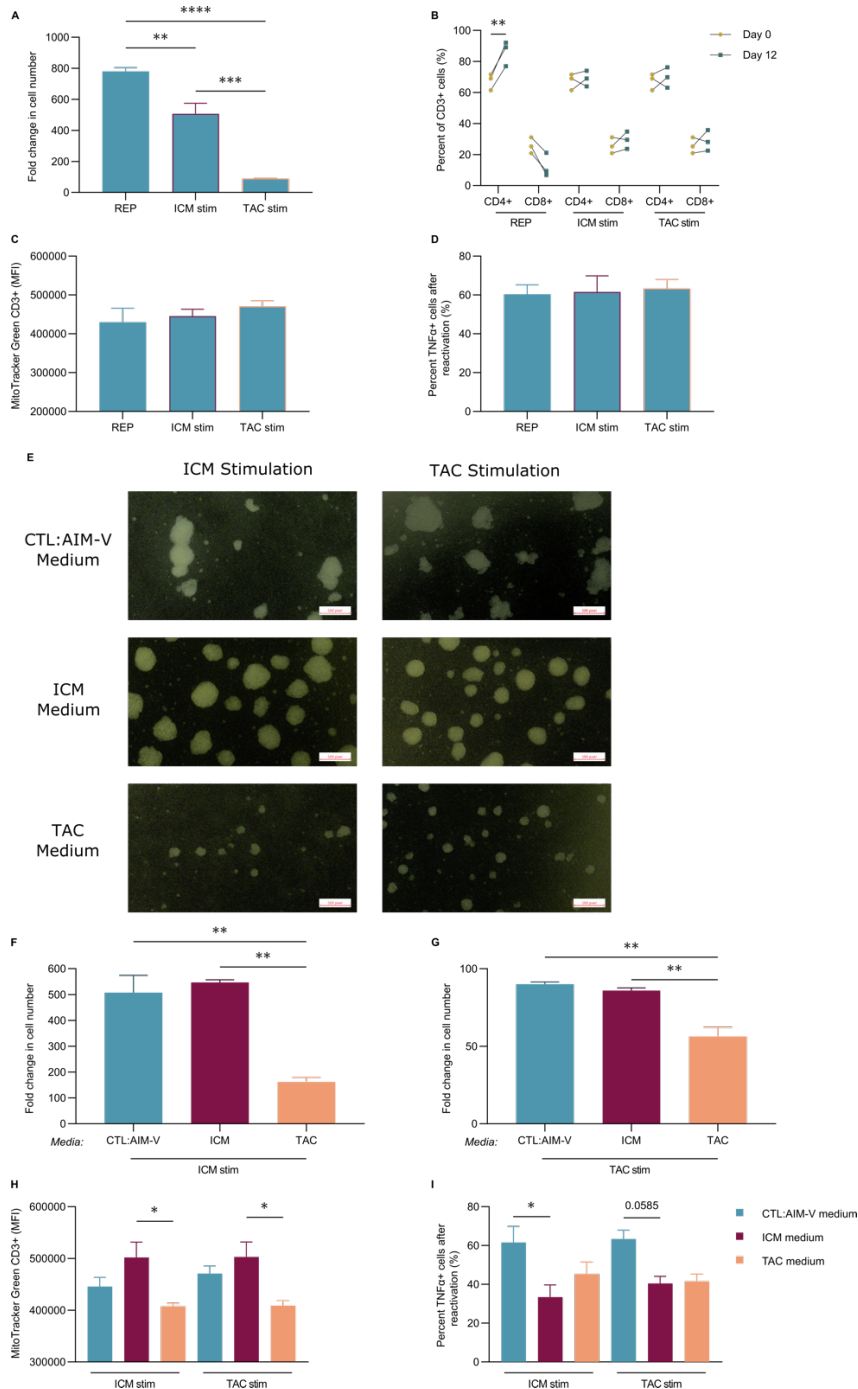 A
****
**
***
Fold change in cell number
1000
800
600
400
200
0
REP
ICM stim
TAC stim
B
**
Day 0
Day 12
Percent of CD3+ cells (%)
100
80
60
40
20
0
CD4+ CD8+ CD4+ CD8+ CD4+ CD8+
REP
ICM stim
TAC stim
C
MitoTracker Green CD3+ (MFI)
600000
500000
400000
300000
200000
REP
ICM stim
TAC stim
D
Percent TNFα+ cells after
reactivation (%)
80
60
40
20
0
REP
ICM stim
TAC stim
E
ICM Stimulation
TAC Stimulation
CTL:AIM-V
Medium
ICM
Medium
TAC
Medium
F
**
**
Fold change in cell number
600
500
400
300
200
100
0
Media:
CTL:AIM-V
ICM
TAC
ICM stim
G
**
**
Fold change in cell number
100
50
0
Media:
CTL:AIM-V
ICM
TAC
TAC stim
H
MitoTracker Green CD3+ (MFI)
600000
500000
400000
300000
*
*
ICM stim
TAC stim
I
Percent TNFα+ cells after
reactivation (%)
80
60
40
20
0
*
0.0585
ICM stim
TAC stim
CTL:AIM-V medium
ICM medium
TAC medium